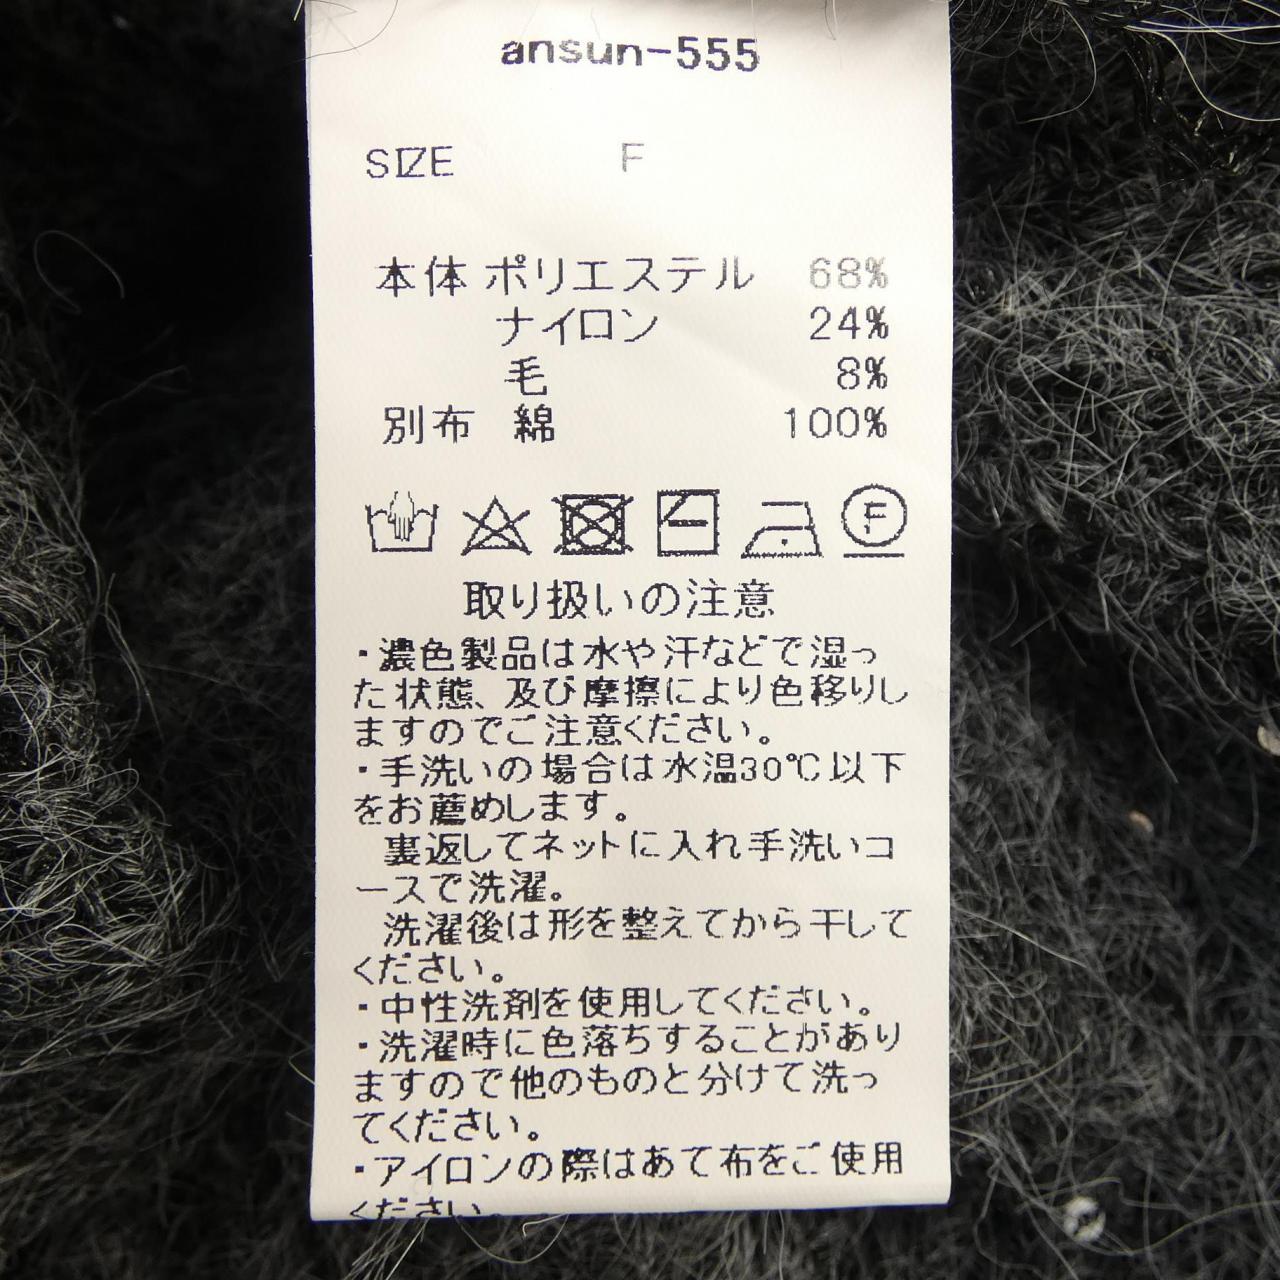 ansun-555
SIZE F
本体 ポリエステル 68%
ナイロン 24%
毛 8%
別布 綿 100%
F
取り扱いの注意
・濃色製品は水や汗などで湿っ
た状態、及び摩擦により色移りし
ますのでご注意ください。
・手洗いの場合は水温30℃以下
をお薦めします。
裏返してネットに入れ手洗いコ
ースで洗濯。
洗濯後は形を整えてから干して
ください。
・中性洗剤を使用してください。
・洗濯時に色落ちすることがあり
ますので他のものと分けて洗っ
てください。
・アイロンの際はあて布をご使用
ください。